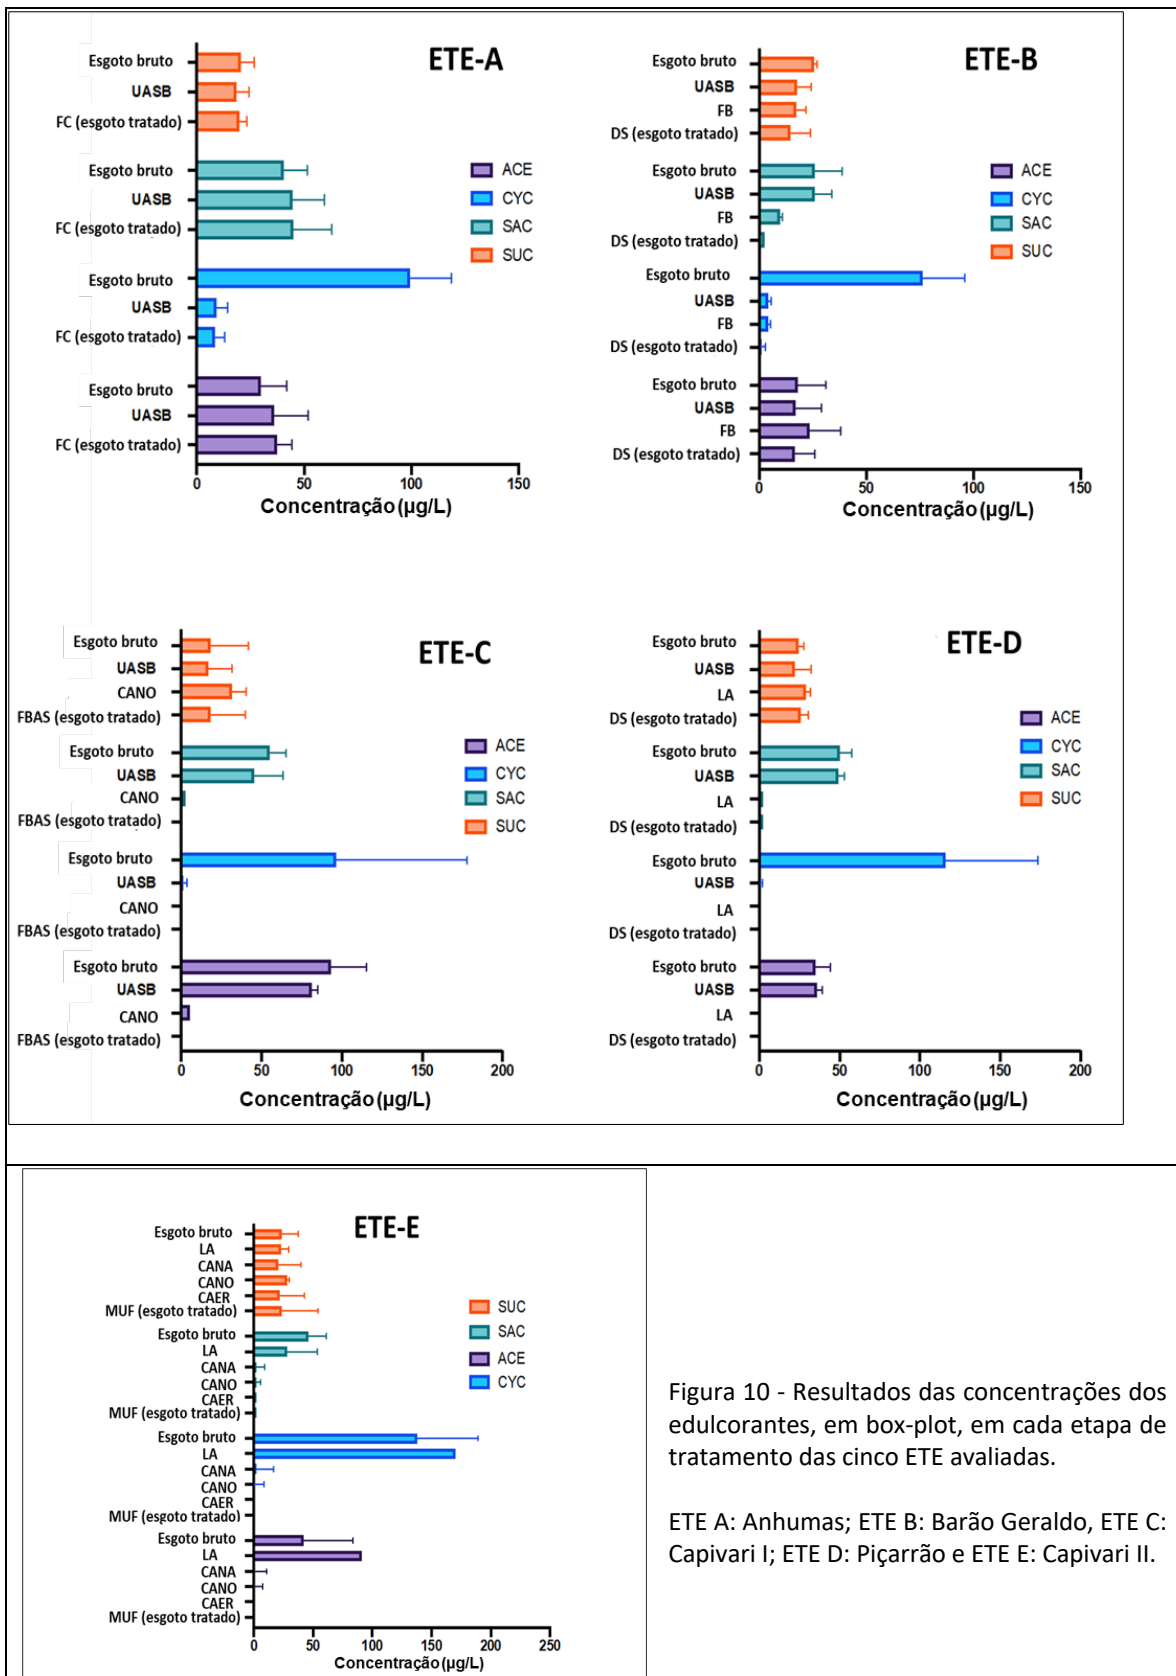 ETE-A
Esgoto bruto
UASB
FC (esgoto tratado)
Esgoto bruto
UASB
FC (esgoto tratado)
Esgoto bruto
UASB
FC (esgoto tratado)
Esgoto bruto
UASB
FC (esgoto tratado)
ACE
CYC
SAC
SUC
0 50 100 150
Concentração (µg/L)
ETE-B
Esgoto bruto
UASB
FB
DS (esgoto tratado)
Esgoto bruto
UASB
FB
DS (esgoto tratado)
Esgoto bruto
UASB
FB
DS (esgoto tratado)
Esgoto bruto
UASB
FB
DS (esgoto tratado)
ACE
CYC
SAC
SUC
0 50 100 150
Concentração (µg/L)
ETE-C
Esgoto bruto
UASB
CANO
FBAS (esgoto tratado)
Esgoto bruto
UASB
CANO
FBAS (esgoto tratado)
Esgoto bruto
UASB
CANO
FBAS (esgoto tratado)
Esgoto bruto
UASB
CANO
FBAS (esgoto tratado)
ACE
CYC
SAC
SUC
0 50 100 150 200
Concentração (µg/L)
ETE-D
Esgoto bruto
UASB
LA
DS (esgoto tratado)
Esgoto bruto
UASB
LA
DS (esgoto tratado)
Esgoto bruto
UASB
LA
DS (esgoto tratado)
Esgoto bruto
UASB
LA
DS (esgoto tratado)
ACE
CYC
SAC
SUC
0 50 100 150 200
Concentração (µg/L)
ETE-E
Esgoto bruto
LA
CANA
CANO
CAER
MUF (esgoto tratado)
Esgoto bruto
LA
CANA
CANO
CAER
MUF (esgoto tratado)
Esgoto bruto
LA
CANA
CANO
CAER
MUF (esgoto tratado)
Esgoto bruto
LA
CANA
CANO
CAER
MUF (esgoto tratado)
SUC
SAC
ACE
CYC
0 50 100 150 200 250
Concentração (µg/L)
Figura 10 - Resultados das concentrações dos
edulcorantes, em box-plot, em cada etapa de
tratamento das cinco ETE avaliadas.
ETE A: Anhumas; ETE B: Barão Geraldo, ETE C:
Capivari I; ETE D: Piçarrão e ETE E: Capivari II.